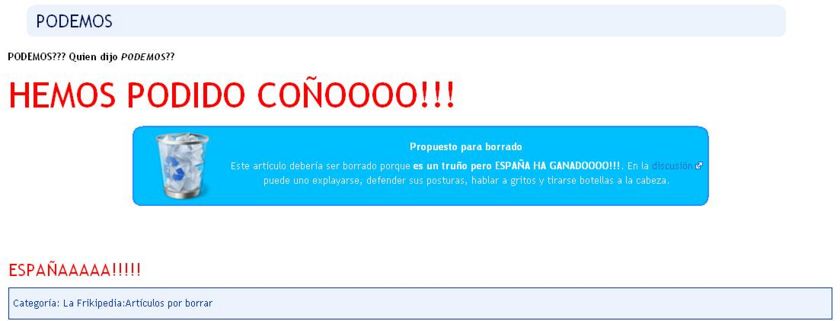 PODEMOS
PODEMOS??? Quien dijo PODEMOS??
HEMOS PODIDO COÑOOOO!!!
Propuesto para borrado
Este artículo debería ser borrado porque es un truño pero ESPAÑA HA GANADOOOO!!!. En la discusión
puede uno explayarse, defender sus posturas, hablar a gritos y tirarse botellas a la cabeza.
ESPAÑAAAAA!!!!!
Categoría: La Frikipedia:Artículos por borrar